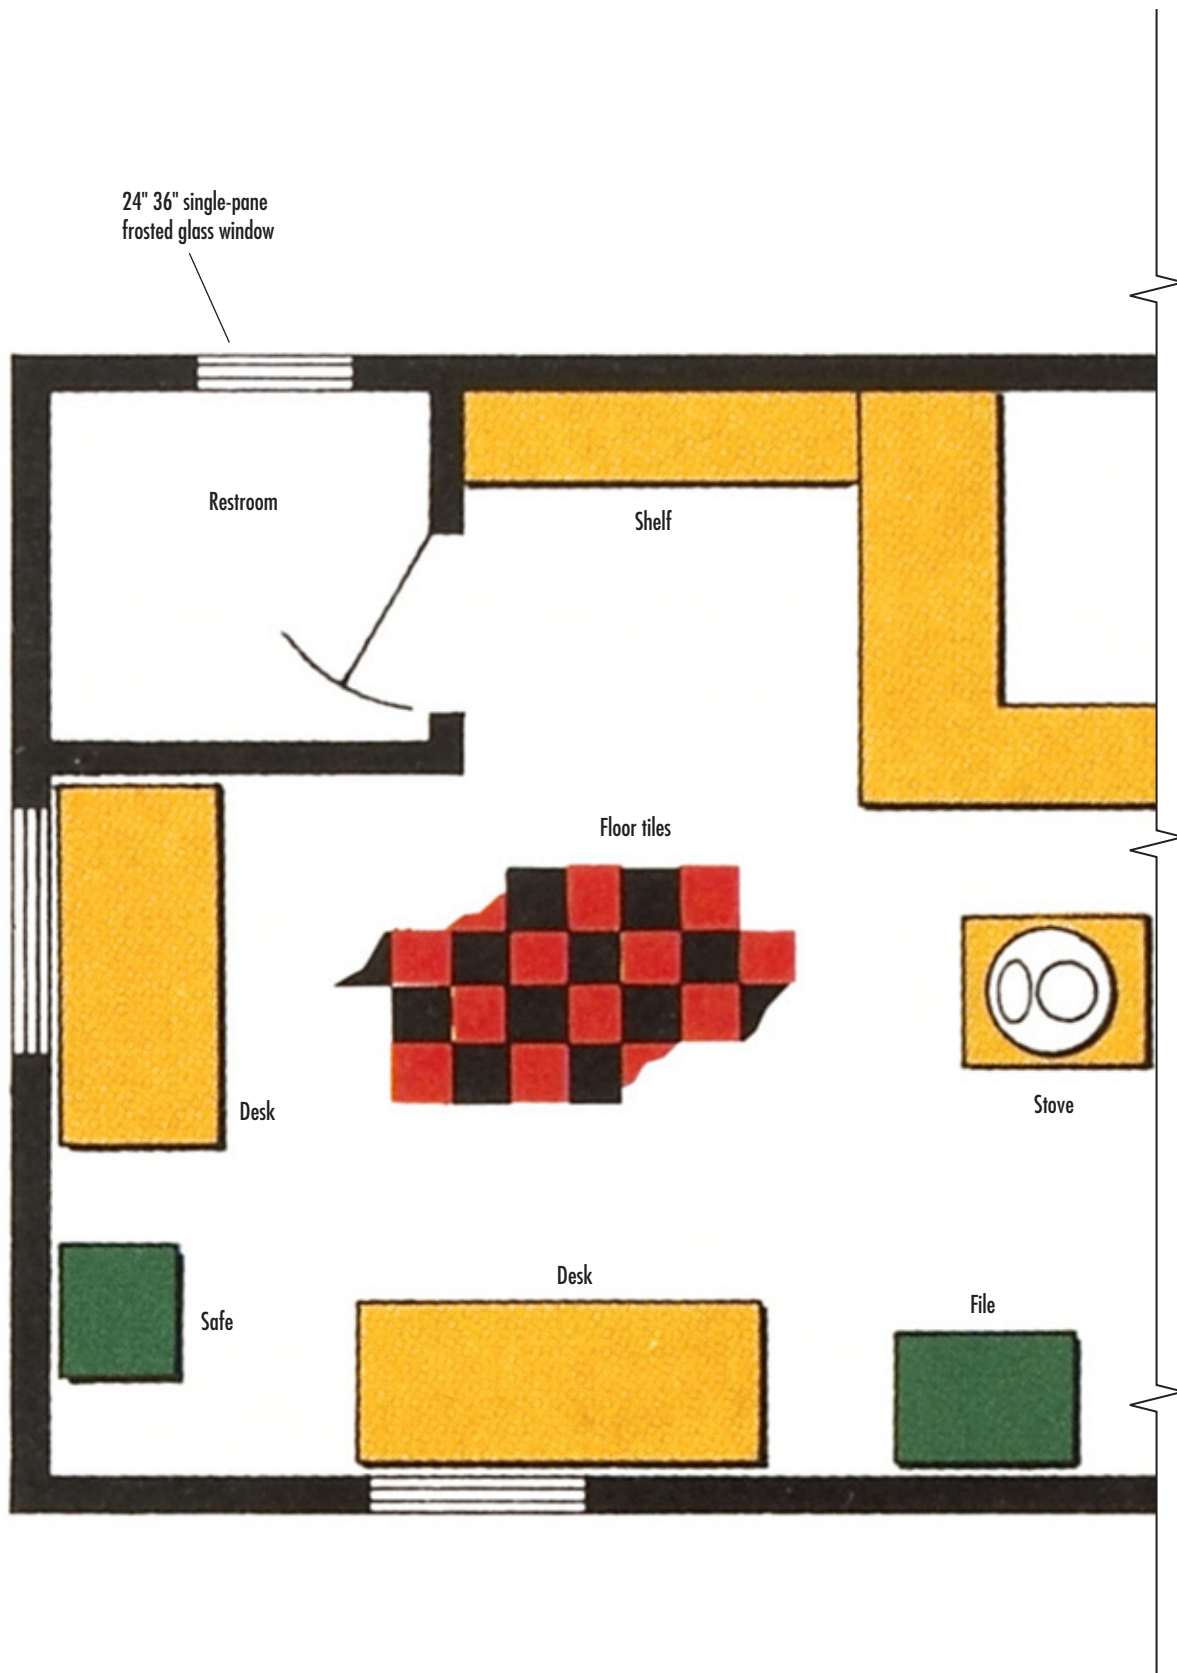 24" 36" single-pane
frosted glass window
Restroom
Shelf
Floor tiles
Desk
Stove
Desk
Safe
File